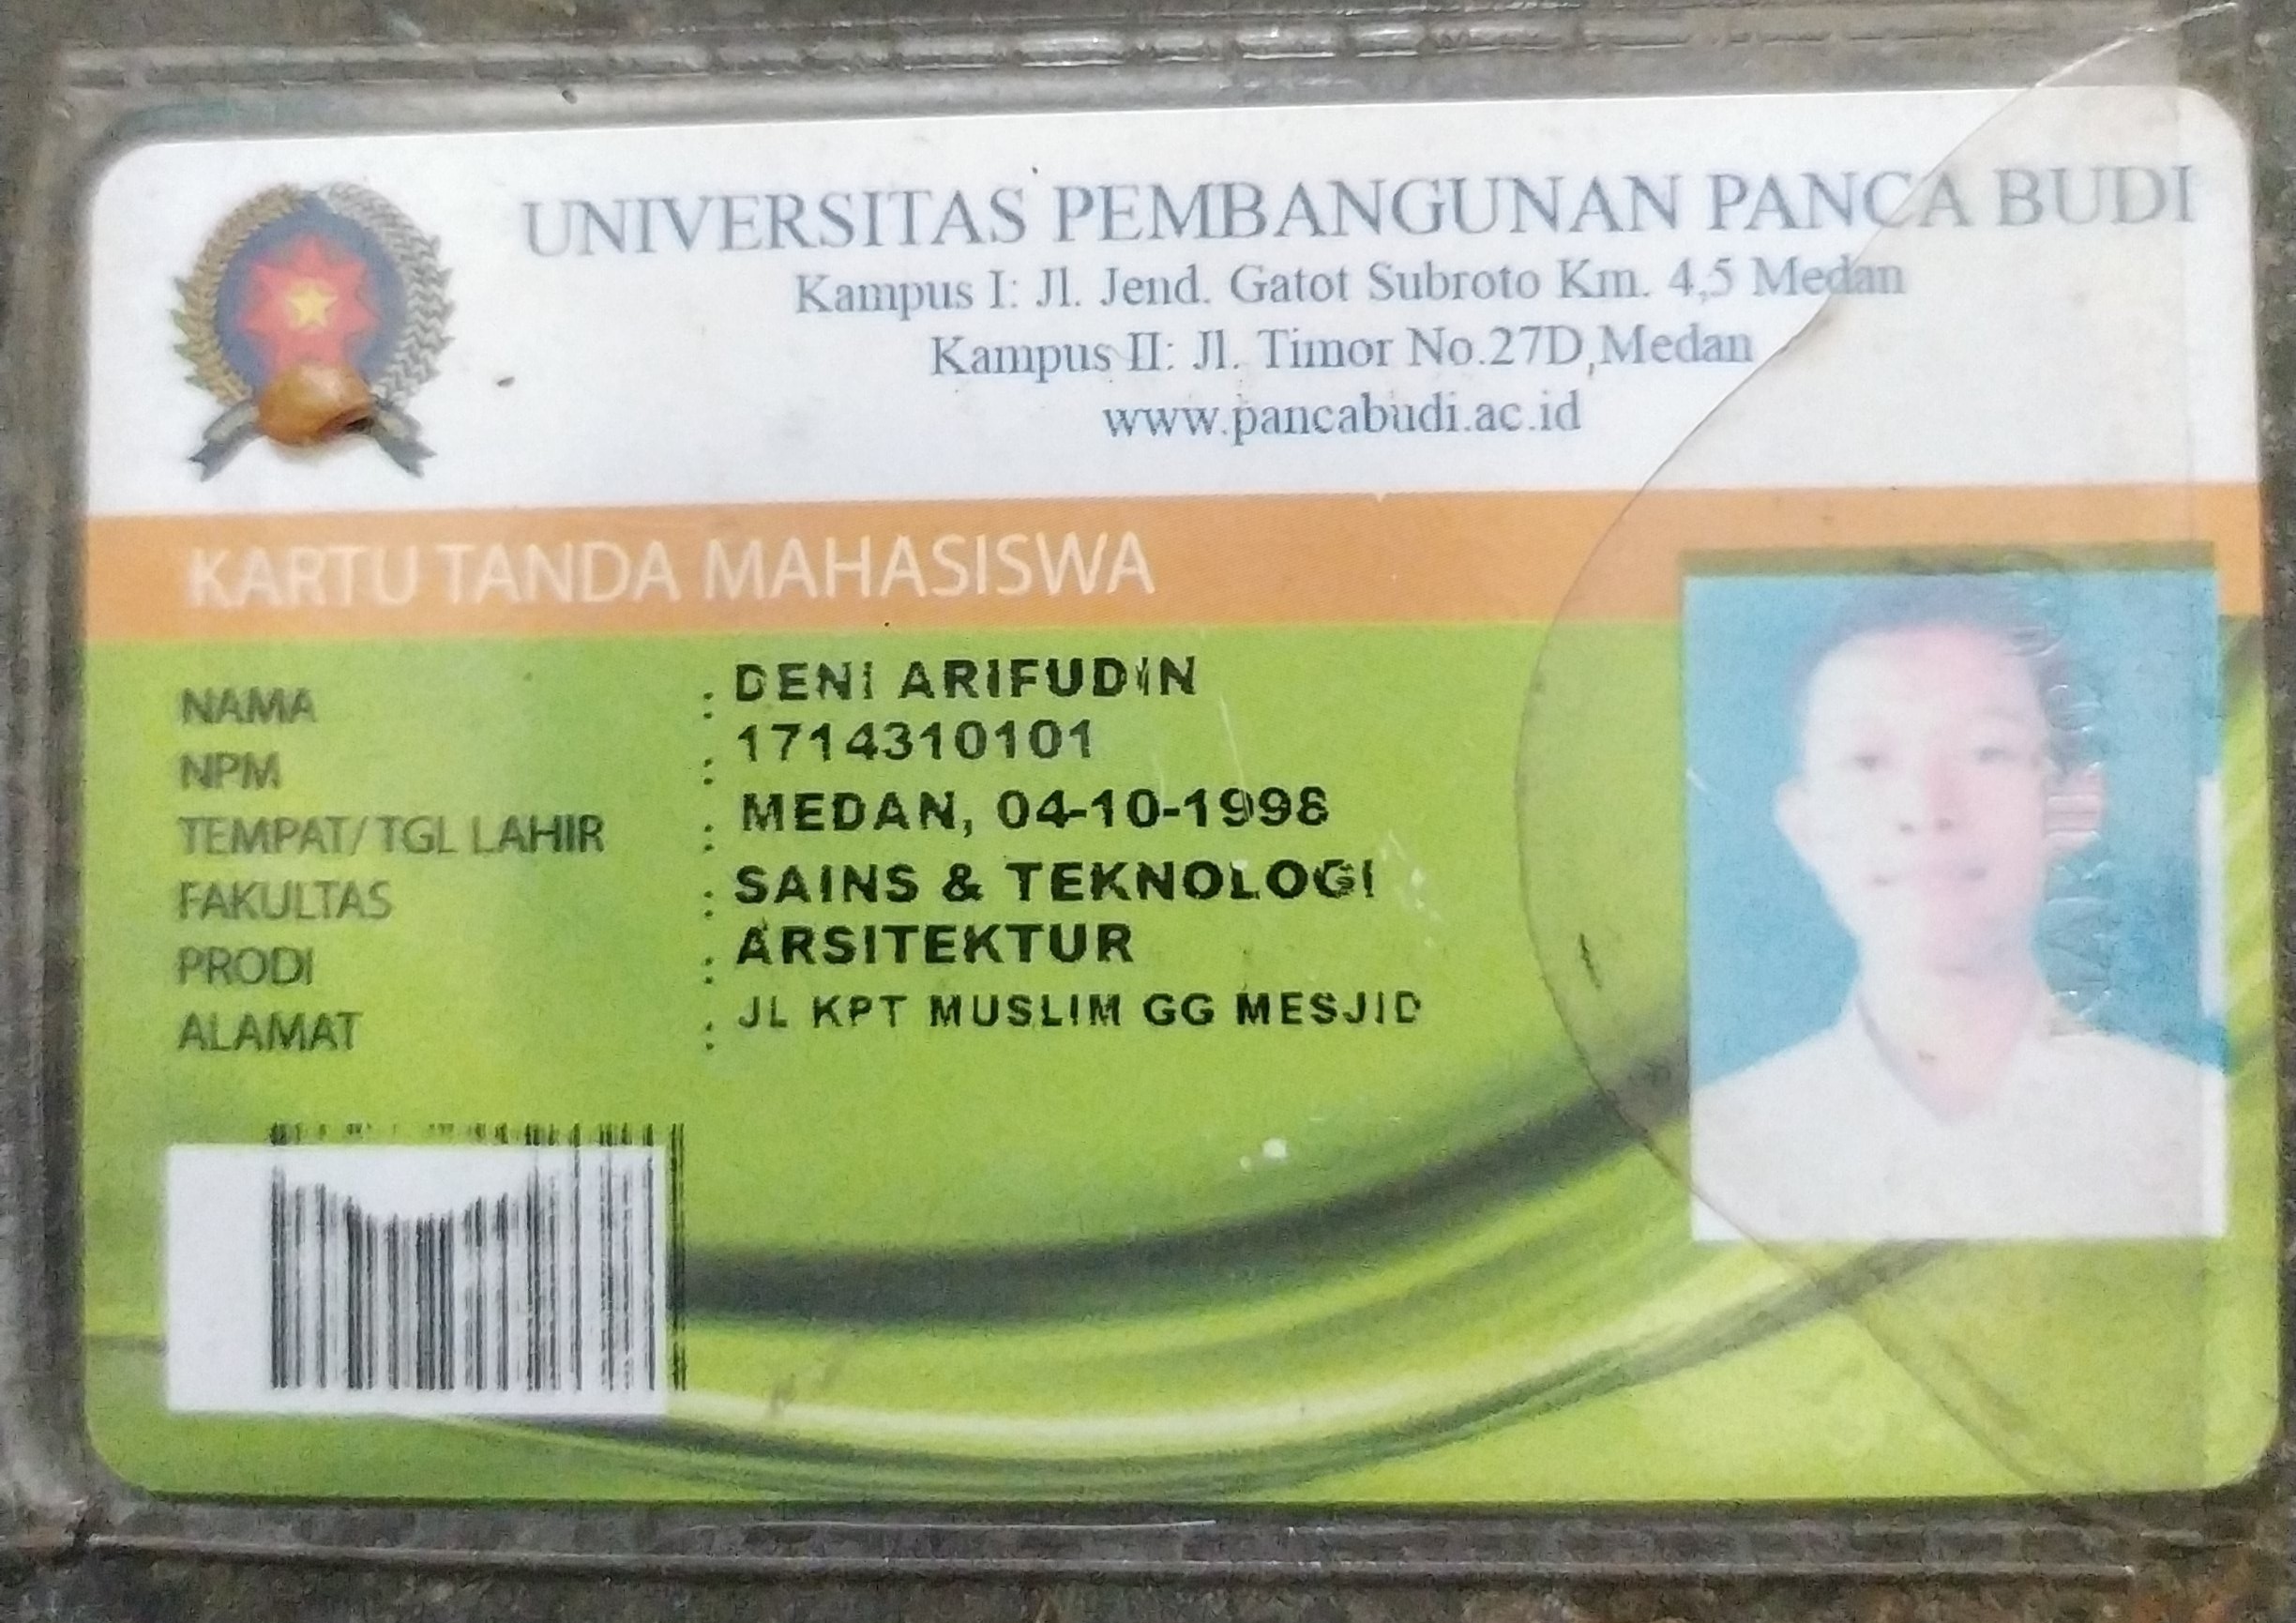 UNIVERSITAS PEMBANGUNAN PANCA BUDI
Kampus I: Jl. Jend. Gatot Subroto Km. 4,5 Medan
Kampus II: Jl. Timor No.27D,Medan
www.pancabudi.ac.id
KARTU TANDA MAHASISWA
NAMA : DENI ARIFUDIN
NPM : 1714310101
TEMPAT/ TGL LAHIR : MEDAN, 04-10-1998
FAKULTAS : SAINS & TEKNOLOGI
PRODI : ARSITEKTUR
ALAMAT : JL KPT MUSLIM GG MESJID